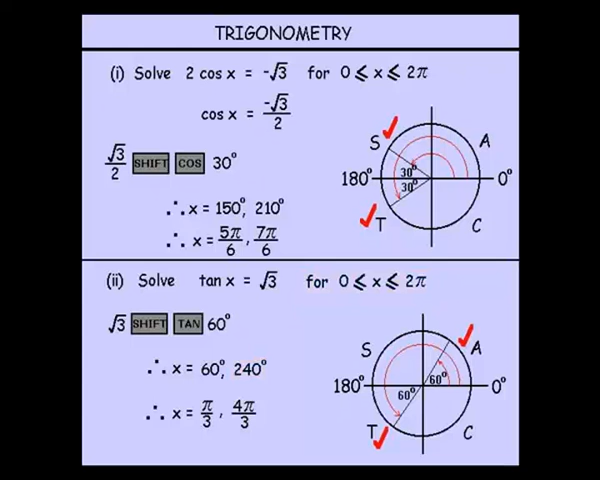 TRIGONOMETRY
(i) Solve 2 cos x = -√3 for 0 ⩽ x ⩽ 2π
cos x = -√3/2
√3/2 SHIFT COS 30°
∴ x = 150°, 210°
∴ x = 5π/6, 7π/6
S A
180° 30° 0°
30°
T C
(ii) Solve tan x = √3 for 0 ⩽ x ⩽ 2π
√3 SHIFT TAN 60°
∴ x = 60°, 240°
∴ x = π/3, 4π/3
S A
180° 60° 0°
60°
T C